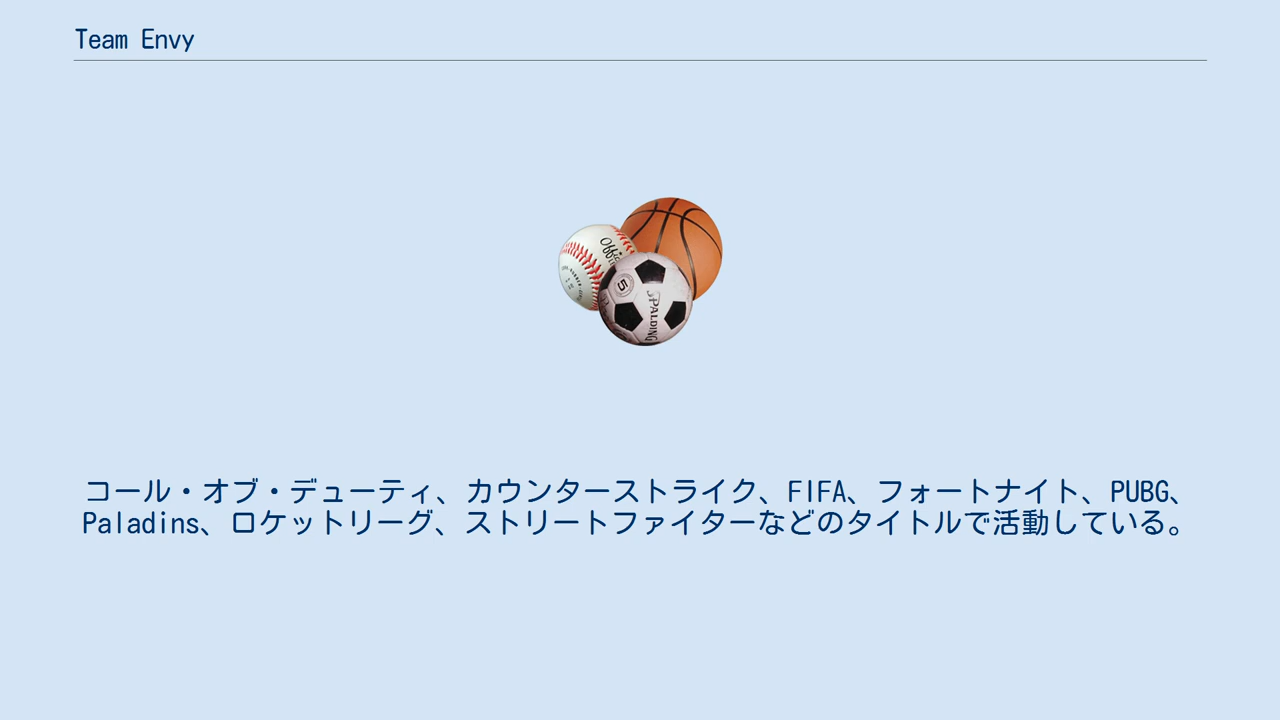 Team Envy
Offi
5
SPALDING
コール・オブ・デューティ、カウンターストライク、FIFA、フォートナイト、PUBG、
Paladins、ロケットリーグ、ストリートファイターなどのタイトルで活動している。